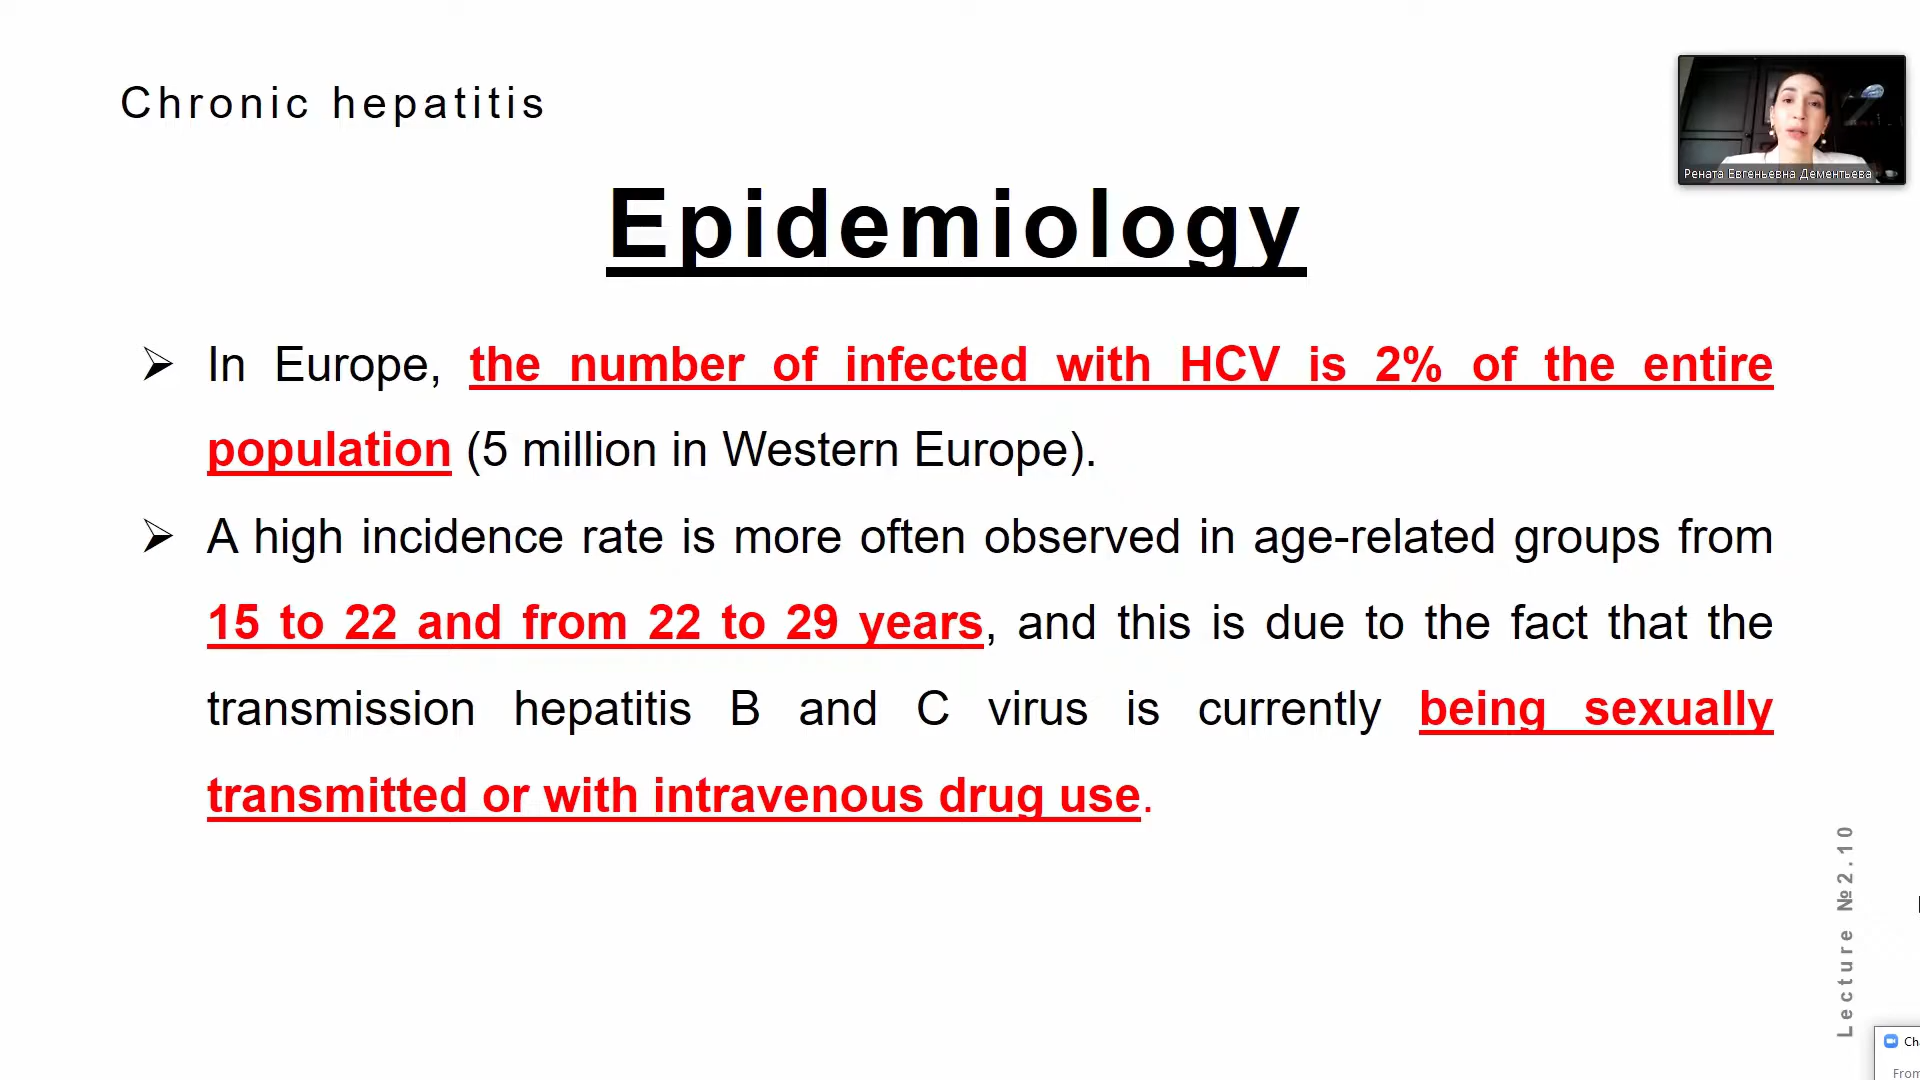 Chronic hepatitis
Рената Евгеньевна Дементьева
Epidemiology
➢ In Europe, the number of infected with HCV is 2% of the entire
population (5 million in Western Europe).
➢ A high incidence rate is more often observed in age-related groups from
15 to 22 and from 22 to 29 years, and this is due to the fact that the
transmission hepatitis B and C virus is currently being sexually
transmitted or with intravenous drug use.
Lecture №2.10
From